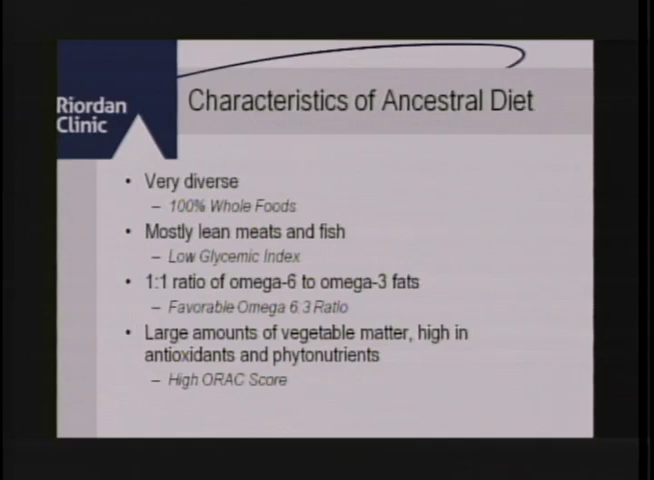 Riordan
Clinic
Characteristics of Ancestral Diet
• Very diverse
– 100% Whole Foods
• Mostly lean meats and fish
– Low Glycemic Index
• 1:1 ratio of omega-6 to omega-3 fats
– Favorable Omega 6:3 Ratio
• Large amounts of vegetable matter, high in
antioxidants and phytonutrients
– High ORAC Score